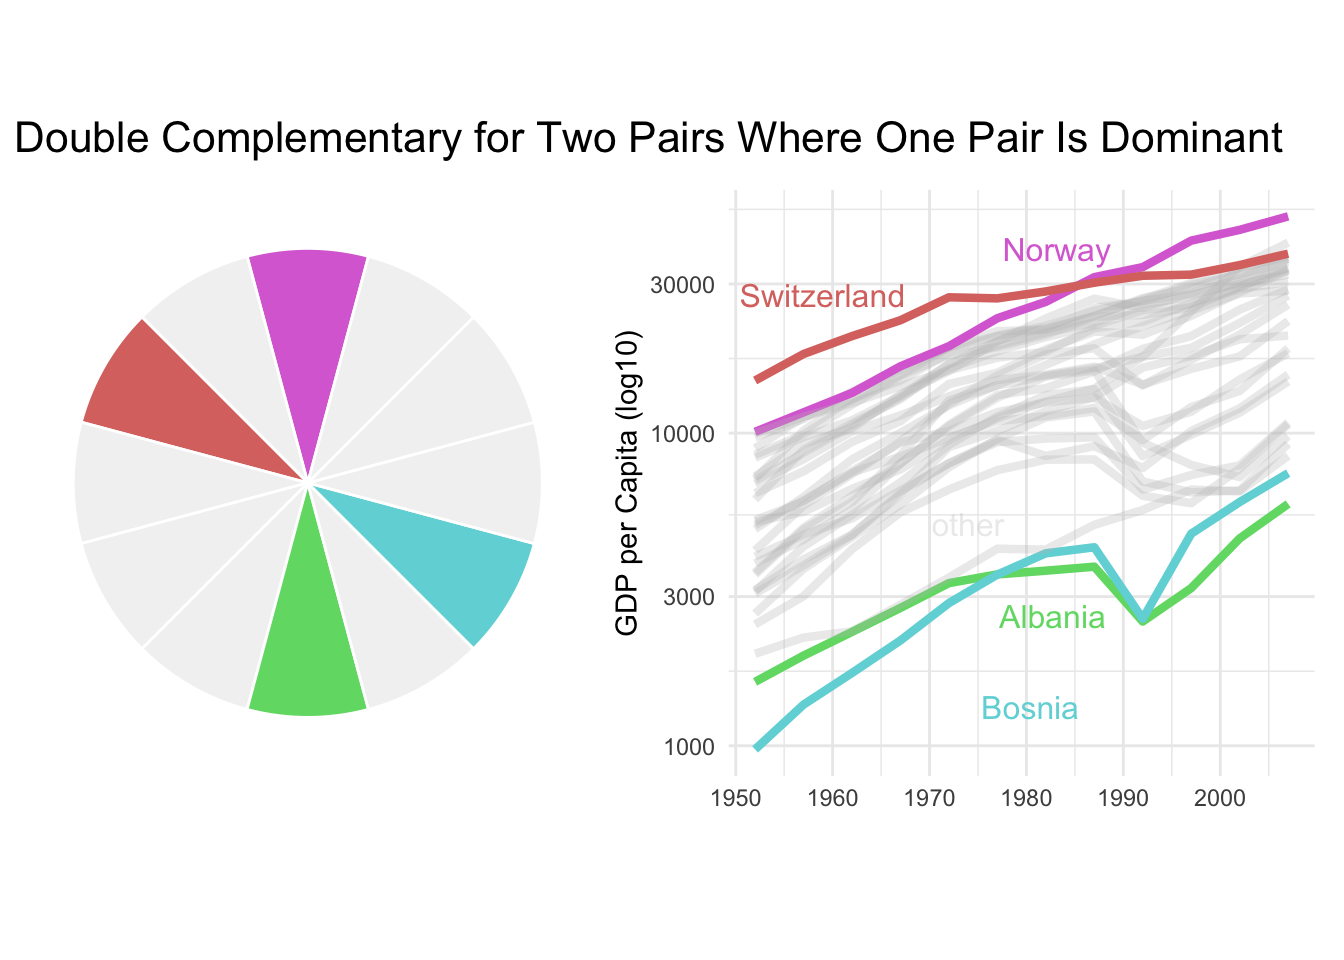 Double Complementary for Two Pairs Where One Pair Is Dominant
Norway
Switzerland
other
Albania
Bosnia
GDP per Capita (log10)
30000
10000
3000
1000
1950 1960 1970 1980 1990 2000